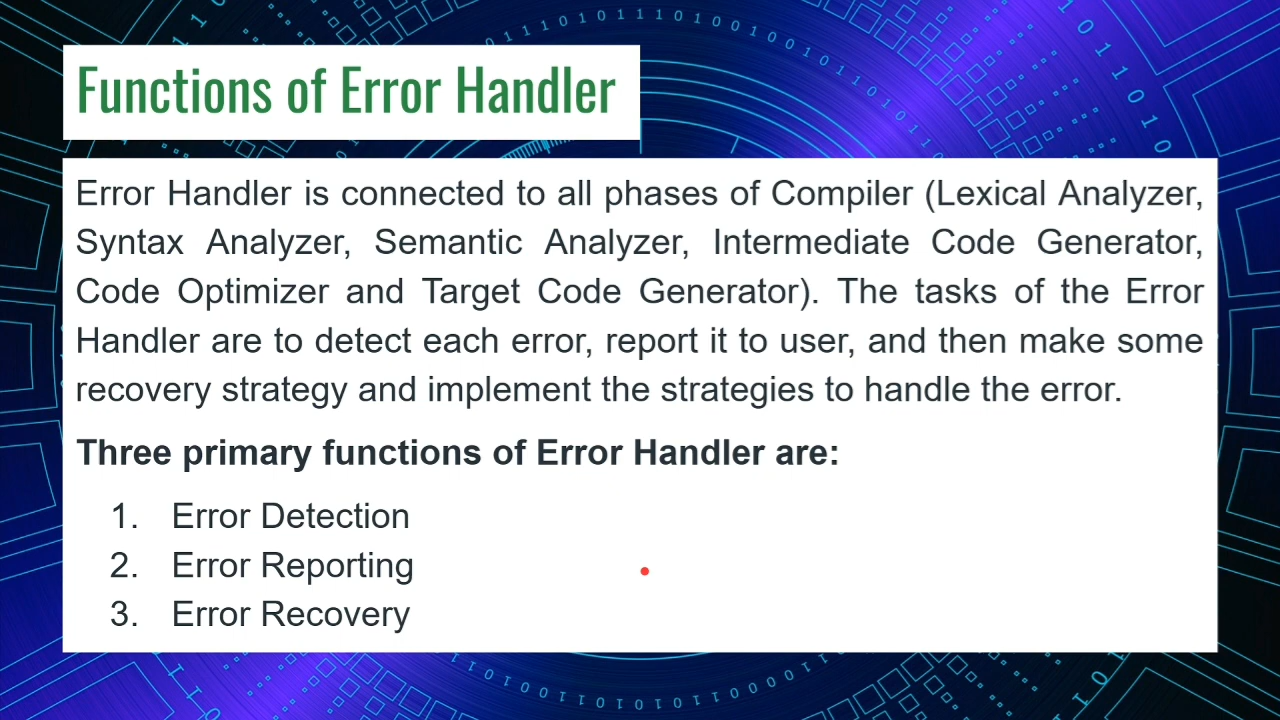 Functions of Error Handler
Error Handler is connected to all phases of Compiler (Lexical Analyzer,
Syntax Analyzer, Semantic Analyzer, Intermediate Code Generator,
Code Optimizer and Target Code Generator). The tasks of the Error
Handler are to detect each error, report it to user, and then make some
recovery strategy and implement the strategies to handle the error.
Three primary functions of Error Handler are:
1. Error Detection
2. Error Reporting
3. Error Recovery